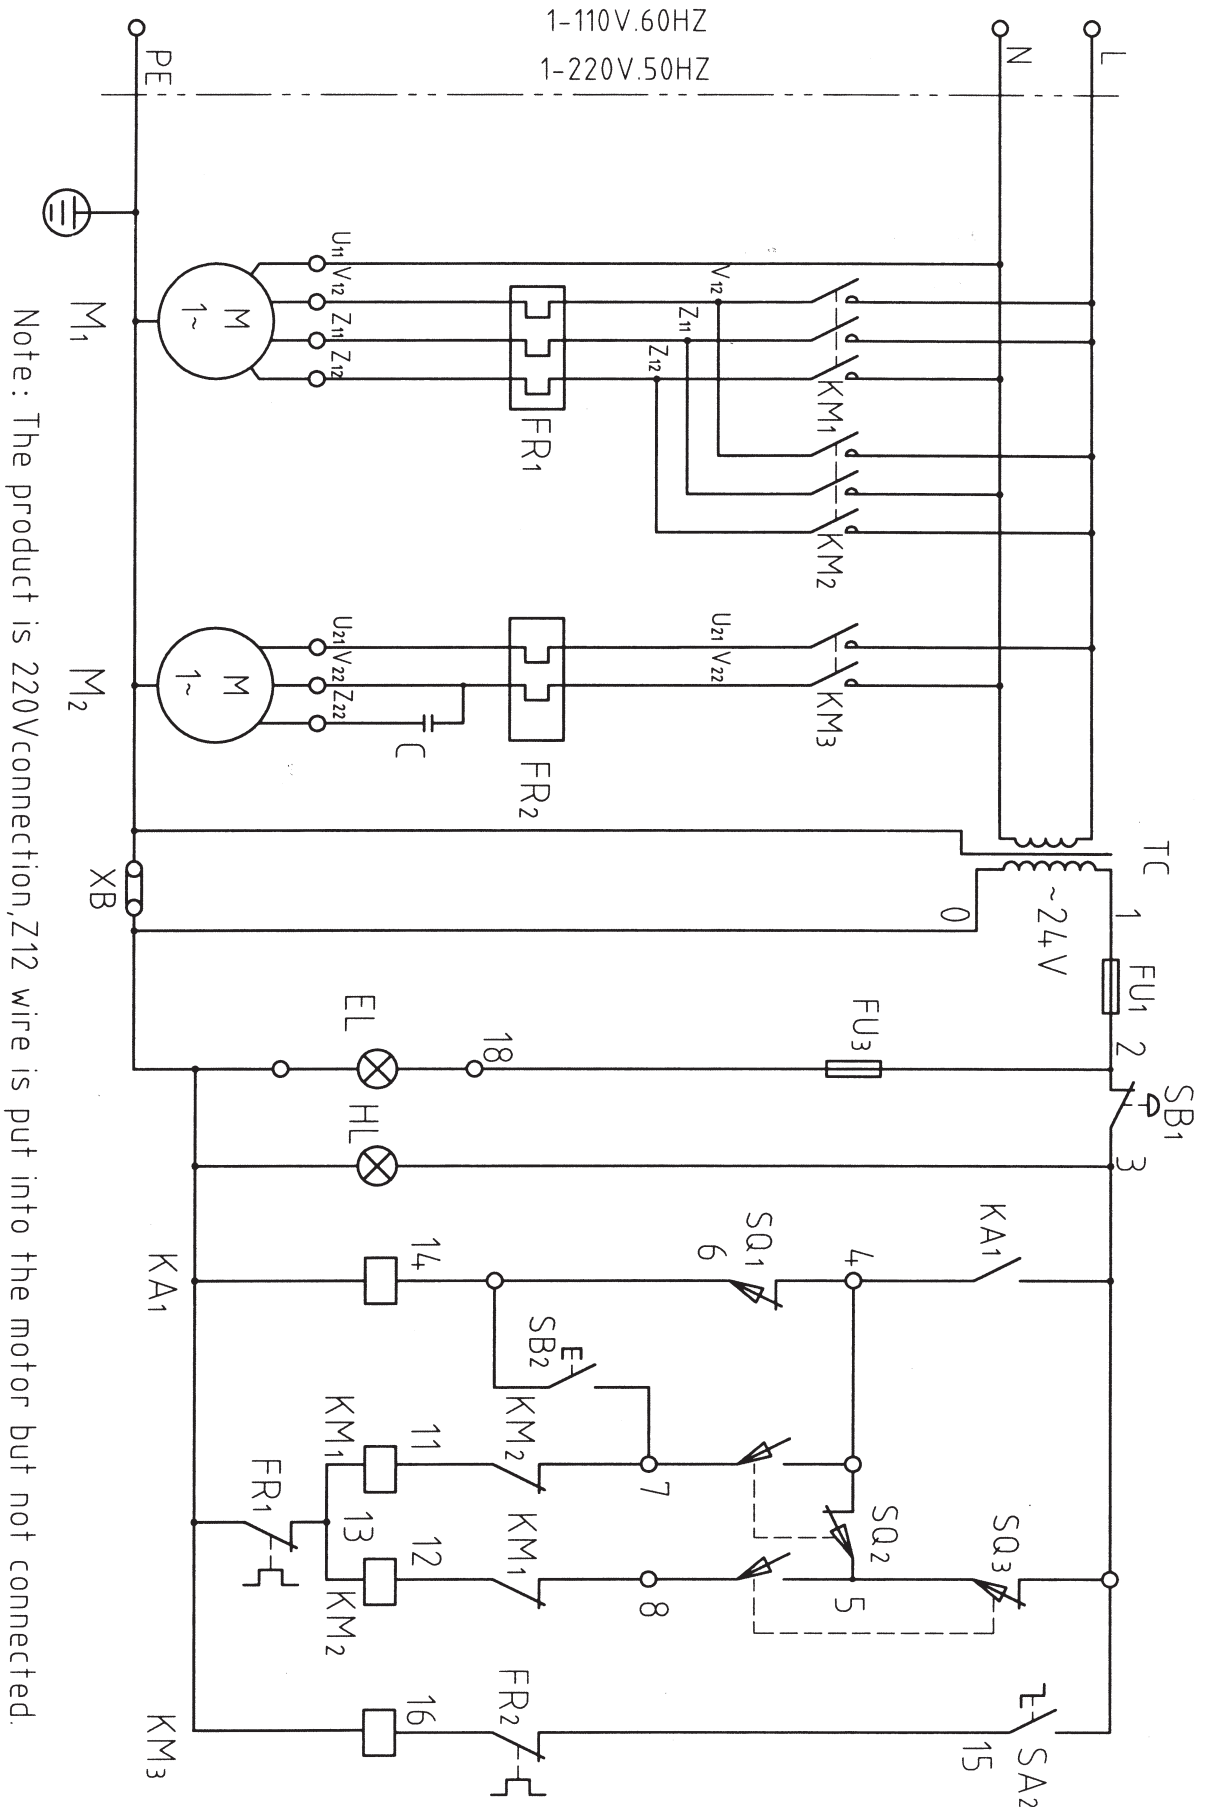 1-110V.60HZ
1-220V.50HZ
L
N
PE
U11
V12
Z11
Z12
V12
Z11
Z12
KM1
KM2
FR1
M
1~
M1
U21
V22
U21
V22
Z22
KM3
FR2
C
M
1~
M2
TC
~24V
0
1
FU1
2
SB1
3
XB
FU3
18
EL
HL
KA1
4
SQ1
6
14
KA1
SB2
SQ3
SQ2
5
7
8
KM2
KM1
11
12
KM1
13
KM2
FR1
SA2
15
FR2
16
KM3
Note: The product is 220Vconnection,Z12 wire is put into the motor but not connected.